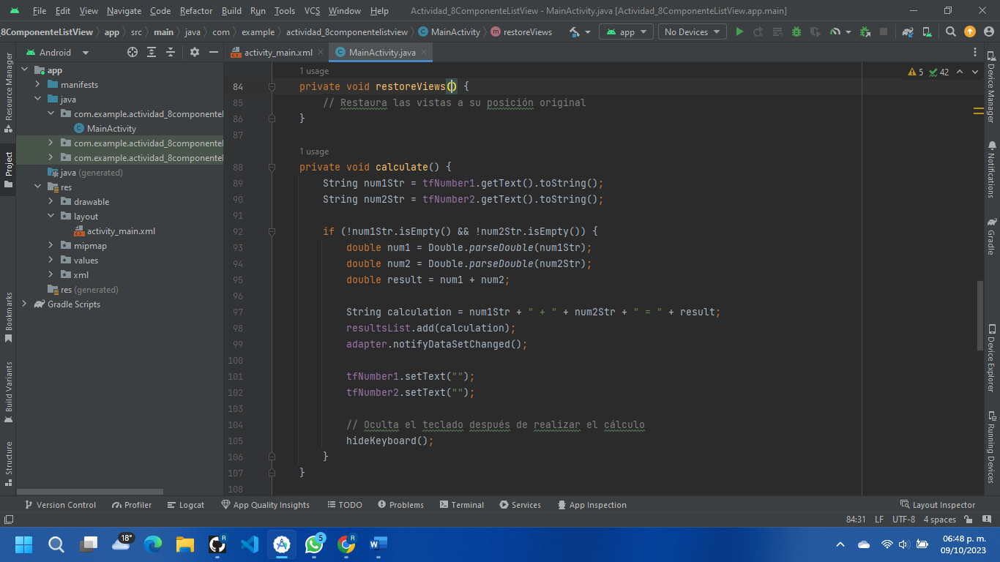 File Edit View Navigate Code Refactor Build Run Tools VCS Window Help Actividad_8ComponenteListView - MainActivity.java [Actividad_8ComponenteListView.app.main]
8ComponenteListView app src main java com example actividad_8componentelistview MainActivity restoreViews app No Devices
Android activity_main.xml MainActivity.java
Resource Manager
Project
Bookmarks
Build Variants
Structure
app
manifests
java
com.example.actividad_8componentel
MainActivity
com.example.actividad_8componentel
com.example.actividad_8componentel
java (generated)
res
drawable
layout
activity_main.xml
mipmap
values
xml
res (generated)
Gradle Scripts
5 42
1 usage
84 private void restoreViews() {
85 // Restaura las vistas a su posición original
86 }
87
1 usage
88 private void calculate() {
89 String num1Str = tfNumber1.getText().toString();
90 String num2Str = tfNumber2.getText().toString();
91
92 if (!num1Str.isEmpty() && !num2Str.isEmpty()) {
93 double num1 = Double.parseDouble(num1Str);
94 double num2 = Double.parseDouble(num2Str);
95 double result = num1 + num2;
96
97 String calculation = num1Str + " + " + num2Str + " = " + result;
98 resultsList.add(calculation);
99 adapter.notifyDataSetChanged();
100
101 tfNumber1.setText("");
102 tfNumber2.setText("");
103
104 // Oculta el teclado después de realizar el cálculo
105 hideKeyboard();
106 }
107 }
108
Device Manager
Notifications
Gradle
Device Explorer
Running Devices
Version Control Profiler Logcat App Quality Insights TODO Problems Terminal Services App Inspection Layout Inspector
84:31 LF UTF-8 4 spaces
18° R 5 R 06:48 p. m.
09/10/2023